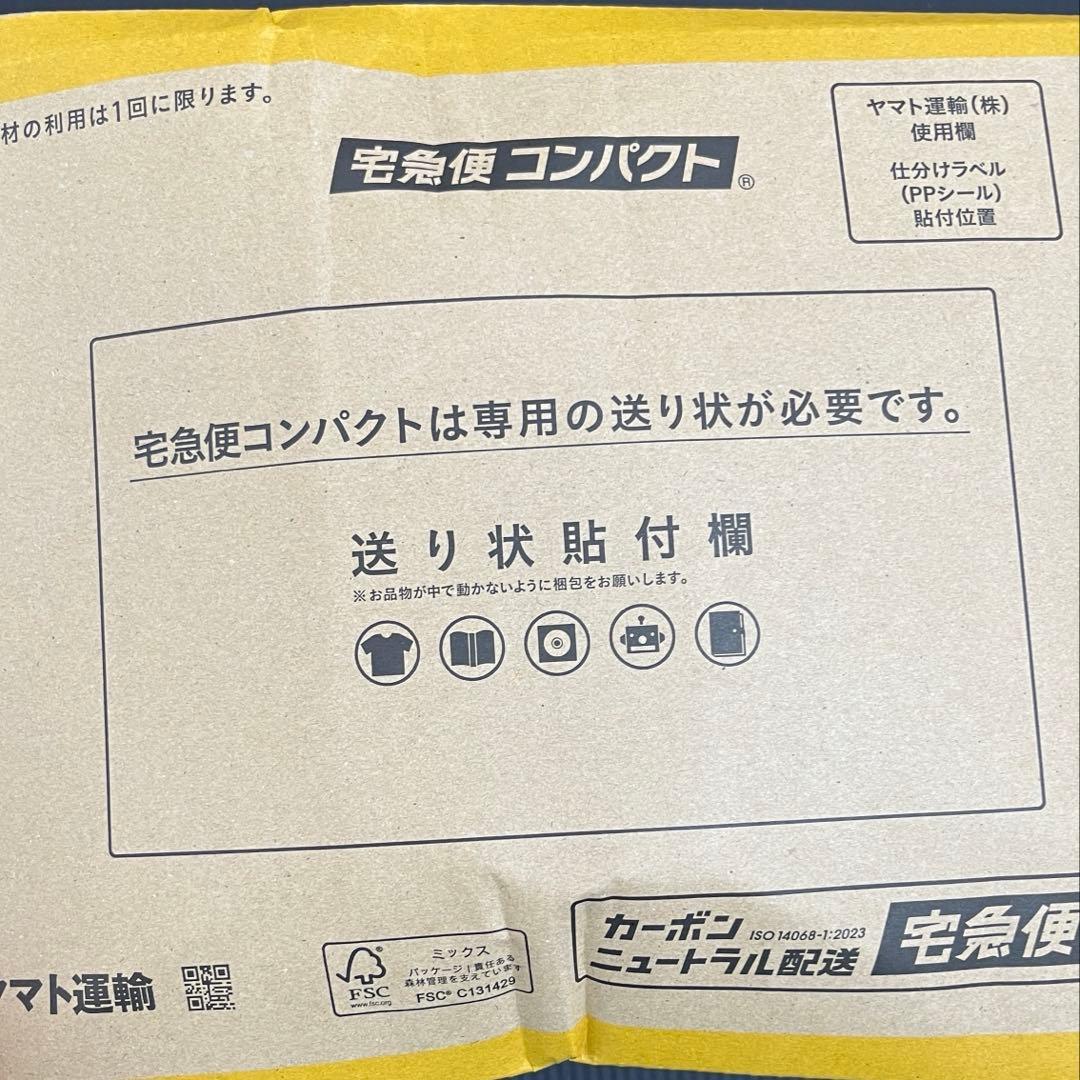 材の利用は1回に限ります。
宅急便コンパクト®
ヤマト運輸(株)
使用欄
仕分けラベル
(PPシール)
貼付位置
宅急便コンパクトは専用の送り状が必要です。
送り状貼付欄
※お品物が中で動かないように梱包をお願いします。
カーボン
ニュートラル配送
ISO 14068-1:2023
宅急便
ヤマト運輸
FSC®
www.fsc.org
ミックス
パッケージ|責任ある
森林管理を支えています
FSC® C131429